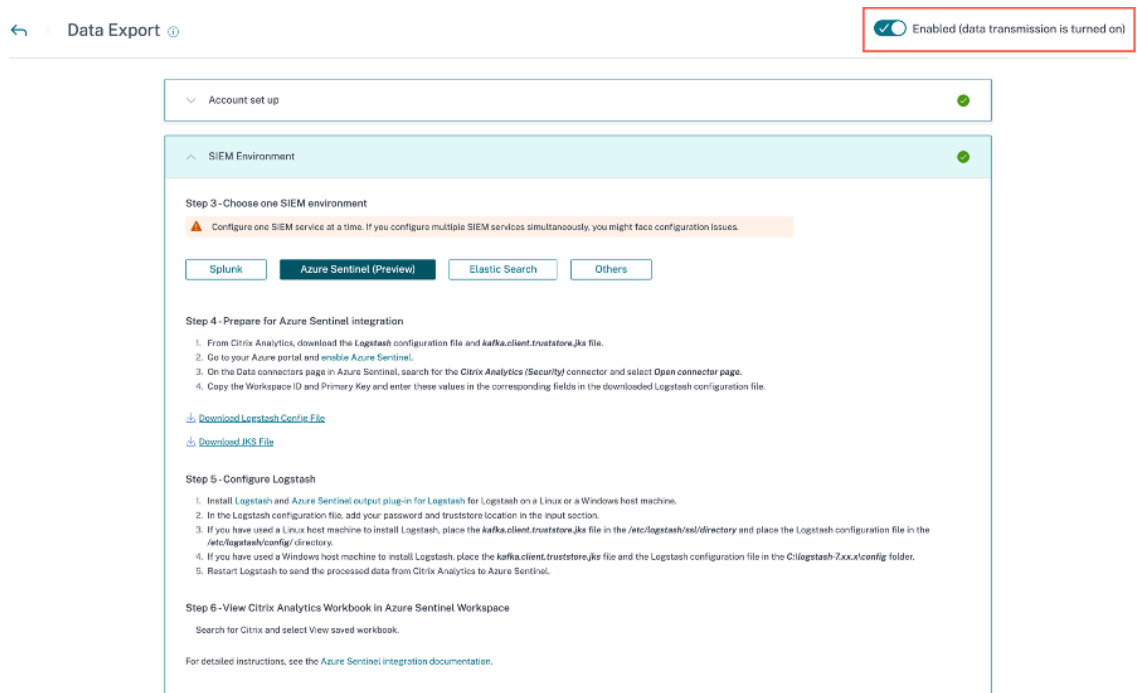 Data Export
Enabled (data transmission is turned on)
Account set up
SIEM Environment
Step 3 - Choose one SIEM environment
Configure one SIEM service at a time. If you configure multiple SIEM services simultaneously, you might face configuration issues.
Splunk
Azure Sentinel (Preview)
Elastic Search
Others
Step 4 - Prepare for Azure Sentinel integration
1. From Citrix Analytics, download the Logstash configuration file and kafka.client.truststore.jks file.
2. Go to your Azure portal and enable Azure Sentinel.
3. On the Data connectors page in Azure Sentinel, search for the Citrix Analytics (Security) connector and select Open connector page.
4. Copy the Workspace ID and Primary Key and enter these values in the corresponding fields in the downloaded Logstash configuration file.
Download Logstash Config File
Download JKS File
Step 5 - Configure Logstash
1. Install Logstash and Azure Sentinel output plug-in for Logstash for Logstash on a Linux or a Windows host machine.
2. In the Logstash configuration file, add your password and truststore location in the input section.
3. If you have used a Linux host machine to install Logstash, place the kafka.client.truststore.jks file in the /etc/logstash/ssl/directory and place the Logstash configuration file in the
/etc/logstash/config/ directory.
4. If you have used a Windows host machine to install Logstash, place the kafka.client.truststore.jks file and the Logstash configuration file in the C:\logstash-7.xx.x\config folder.
5. Restart Logstash to send the processed data from Citrix Analytics to Azure Sentinel.
Step 6 - View Citrix Analytics Workbook in Azure Sentinel Workspace
Search for Citrix and select View saved workbook.
For detailed instructions, see the Azure Sentinel integration documentation.